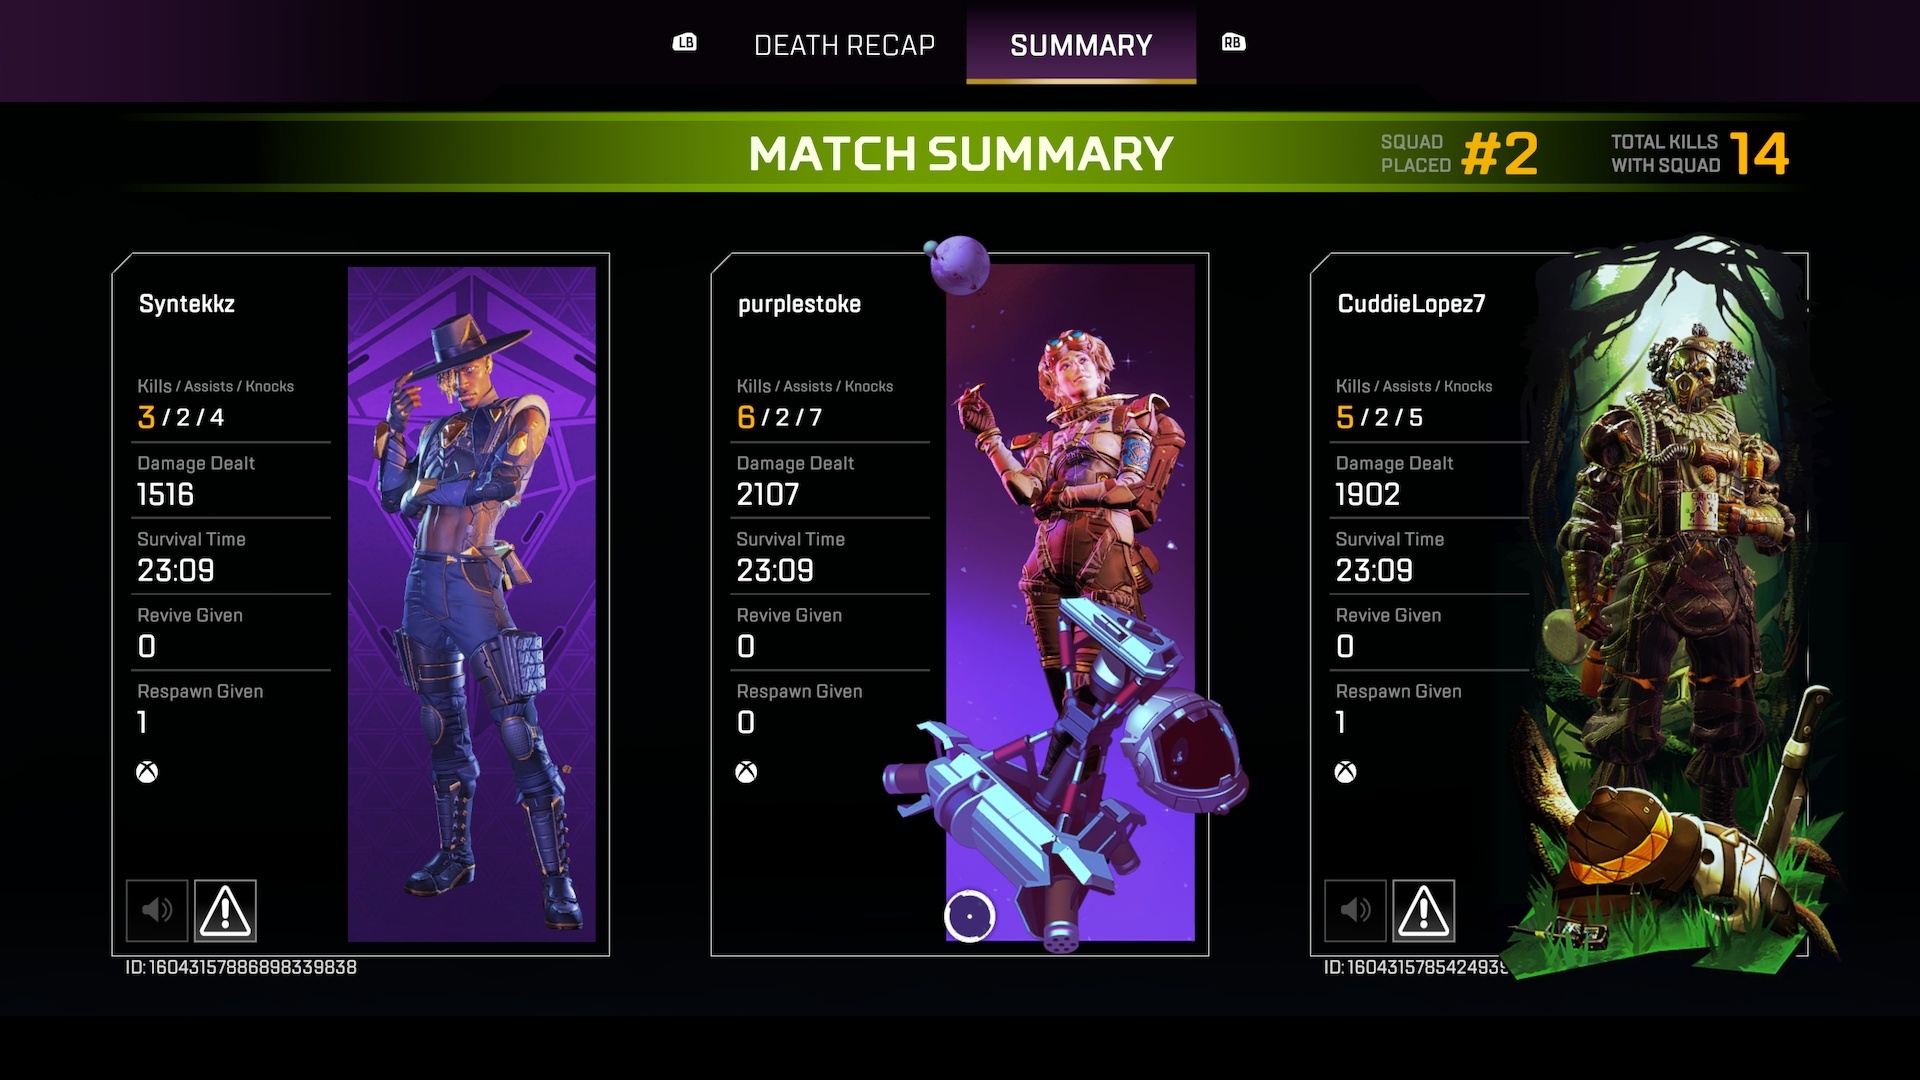 LB DEATH RECAP SUMMARY RB
MATCH SUMMARY
SQUAD PLACED #2
TOTAL KILLS WITH SQUAD 14
Syntekkz
Kills / Assists / Knocks
3 / 2 / 4
Damage Dealt
1516
Survival Time
23:09
Revive Given
0
Respawn Given
1
ID: 16043157886898339838
purplestoke
Kills / Assists / Knocks
6 / 2 / 7
Damage Dealt
2107
Survival Time
23:09
Revive Given
0
Respawn Given
0
CuddieLopez7
Kills / Assists / Knocks
5 / 2 / 5
Damage Dealt
1902
Survival Time
23:09
Revive Given
0
Respawn Given
1
ID: 1604315785424939